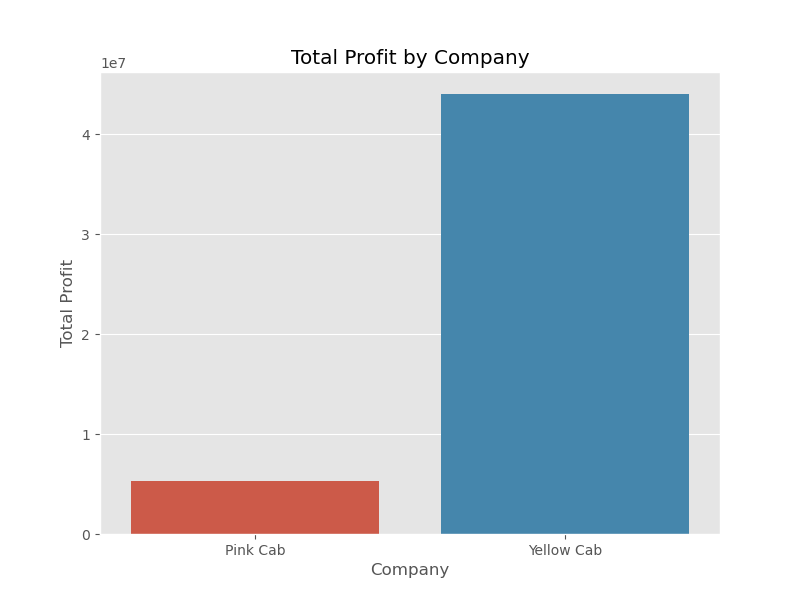 Total Profit by Company
1e7
4
3
2
1
0
Total Profit
Pink Cab
Yellow Cab
Company